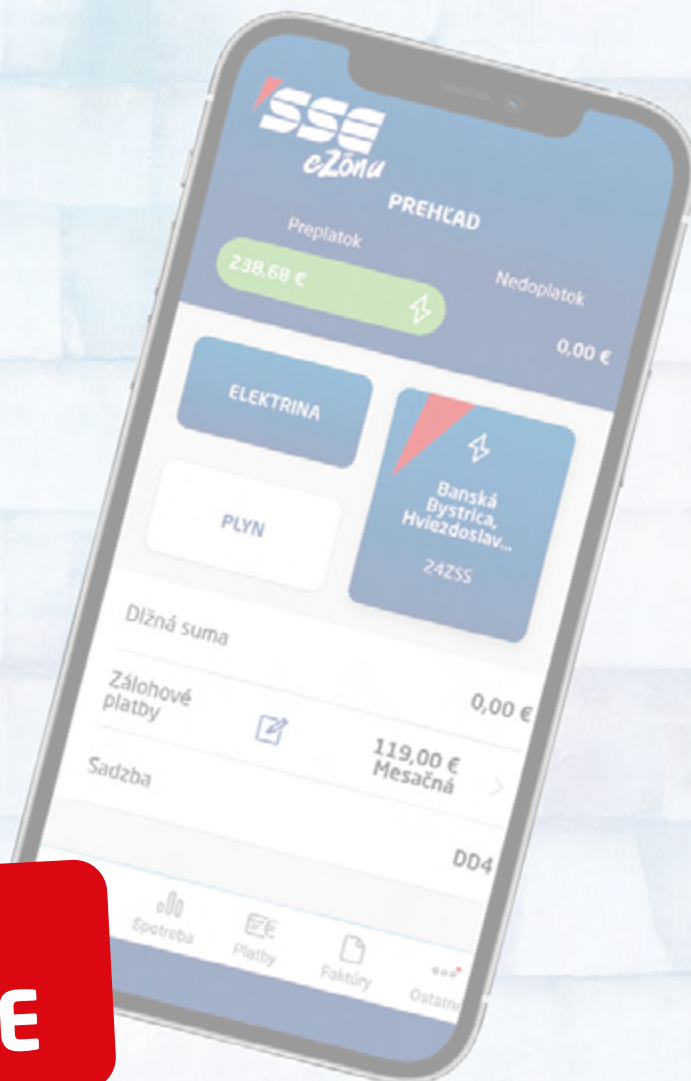 SSE
eZóna
PREHĽAD
Preplatok
Nedoplatok
238,68 €
0,00 €
ELEKTRINA
PLYN
Banská
Bystrica,
Hviezdoslav...
24ZSS
Dlžná suma
0,00 €
Zálohové
platby
119,00 €
Mesačná
Sadzba
DD4
Spotreba
Platby
Faktúry
Ostatné
E